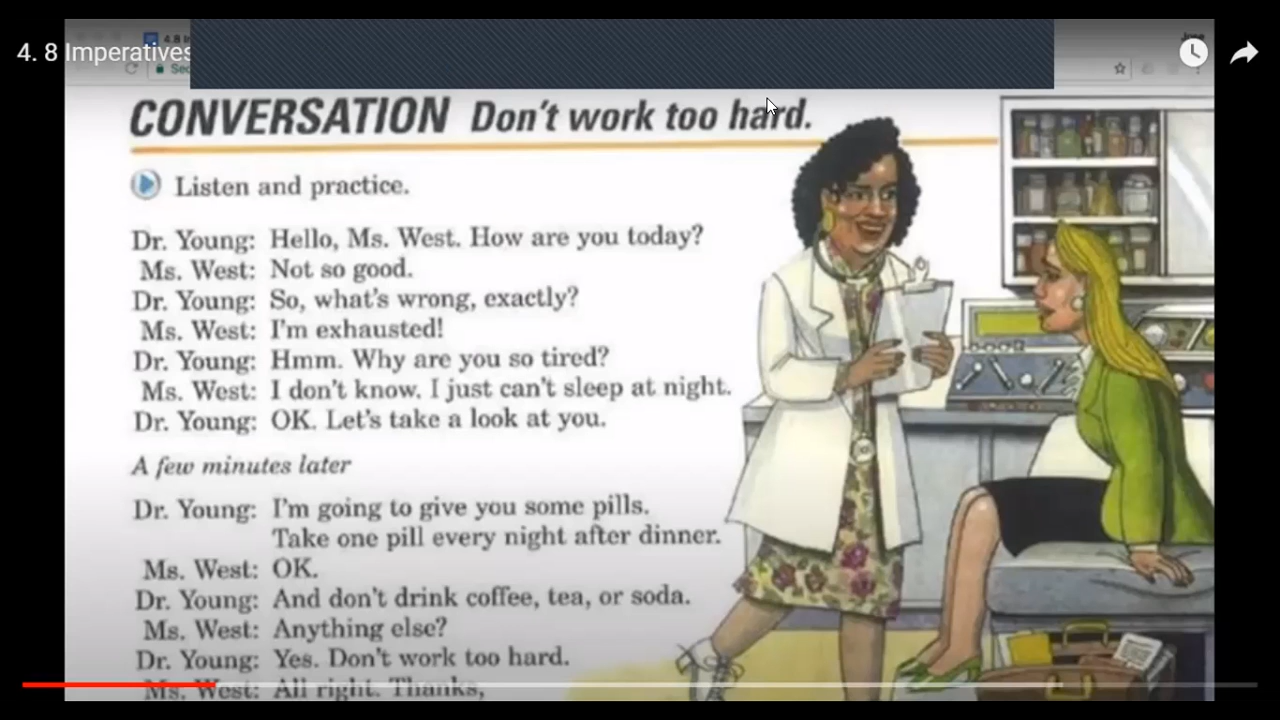 4. 8 Imperatives
CONVERSATION Don't work too hard.
Listen and practice.
Dr. Young: Hello, Ms. West. How are you today?
Ms. West: Not so good.
Dr. Young: So, what's wrong, exactly?
Ms. West: I'm exhausted!
Dr. Young: Hmm. Why are you so tired?
Ms. West: I don't know. I just can't sleep at night.
Dr. Young: OK. Let's take a look at you.
A few minutes later
Dr. Young: I'm going to give you some pills.
Take one pill every night after dinner.
Ms. West: OK.
Dr. Young: And don't drink coffee, tea, or soda.
Ms. West: Anything else?
Dr. Young: Yes. Don't work too hard.
Ms. West: All right. Thanks,